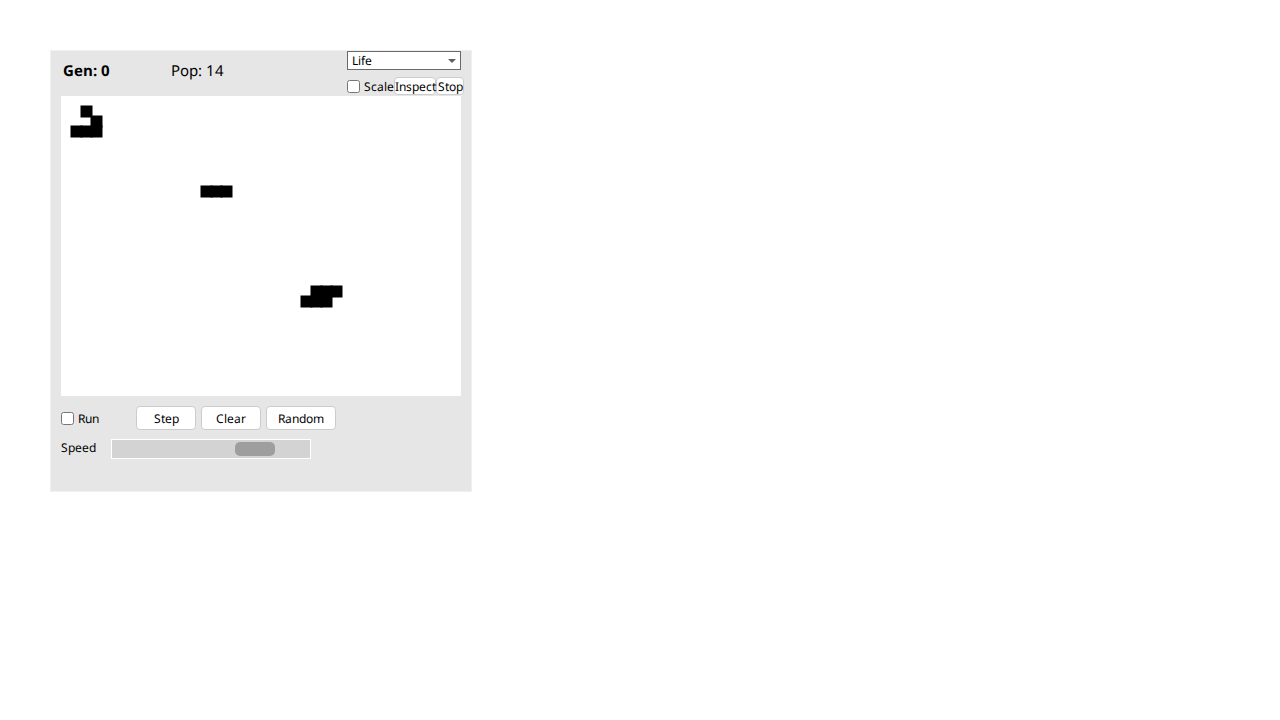 Gen: 0 Pop: 14 Life
Scale Inspect Stop
Run Step Clear Random
Speed